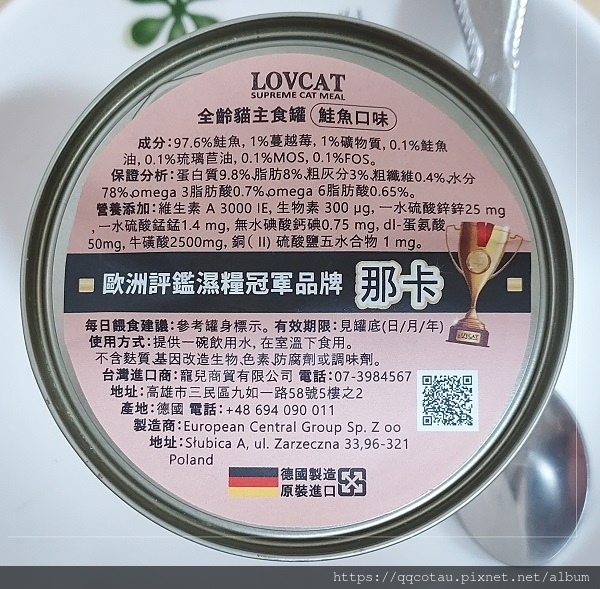 LOVCAT
SUPREME CAT MEAL
全齡貓主食罐 鮭魚口味
成分:97.6%鮭魚, 1%蔓越莓, 1%礦物質, 0.1%鮭魚
油, 0.1%琉璃苣油, 0.1%MOS, 0.1%FOS。
保證分析:蛋白質9.8%,脂肪8%,粗灰分3%,粗纖維0.4%,水分
78%,omega 3脂肪酸0.7%,omega 6脂肪酸0.65%。
營養添加:維生素 A 3000 IE, 生物素 300 μg, 一水硫酸鋅鋅25 mg
, 一水硫酸錳錳1.4 mg, 無水碘酸鈣碘0.75 mg, dl-蛋氨酸
50mg, 牛磺酸2500mg, 銅( II) 硫酸鹽五水合物 1 mg。
歐洲評鑑濕糧冠軍品牌 那卡
LOVCAT
每日餵食建議:參考罐身標示。有效期限:見罐底(日/月/年)
使用方式:提供一碗飲用水, 在室溫下食用。
不含麩質,基因改造生物,色素,防腐劑或調味劑。
台灣進口商:寵兒商貿有限公司 電話:07-3984567
地址:高雄市三民區九如一路58號5樓之2
產地:德國 電話:+48 694 090 011
製造商:European Central Group Sp. Z oo
地址:Słubica A, ul. Zarzeczna 33,96-321
Poland
德國製造
原裝進口
https://qqcotau.pixnet.net/album